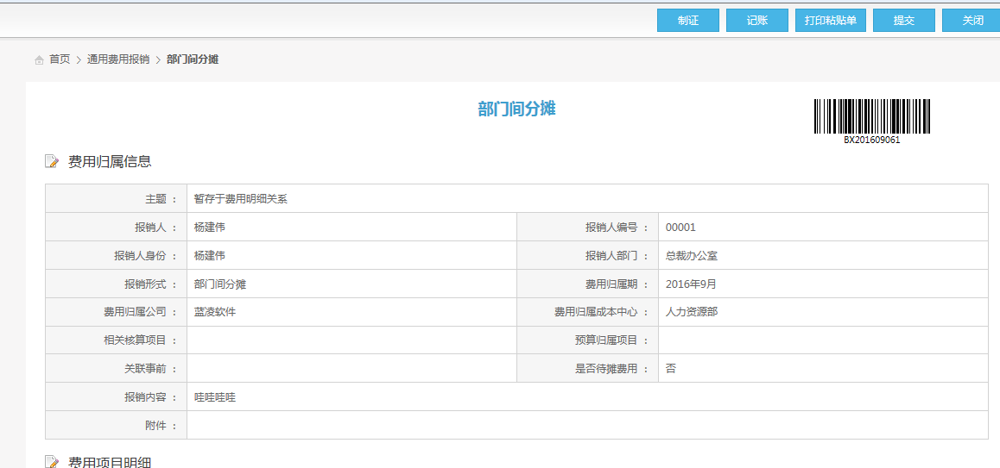 制证 记账 打印粘贴单 提交 关闭
首页 > 通用费用报销 > 部门间分摊
部门间分摊
BX201609061
费用归属信息
主题 : 暂存于费用明细关系
报销人 : 杨建伟 报销人编号 : 00001
报销人身份 : 杨建伟 报销人部门 : 总裁办公室
报销形式 : 部门间分摊 费用归属期 : 2016年9月
费用归属公司 : 蓝凌软件 费用归属成本中心 : 人力资源部
相关核算项目 : 预算归属项目 :
关联事前 : 是否待摊费用 : 否
报销内容 : 哇哇哇哇
附件 :
费用项目明细